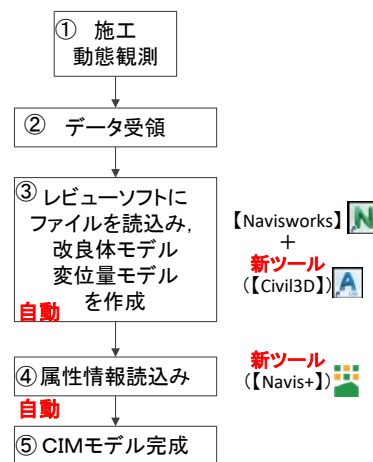 ① 施工
動態観測
② データ受領
③ レビューソフトに
ファイルを読込み,
改良体モデル
変位量モデル
を作成
自動
【Navisworks】
＋
新ツール
(【Civil3D】)
④属性情報読込み
自動
新ツール
(【Navis+】)
⑤CIMモデル完成